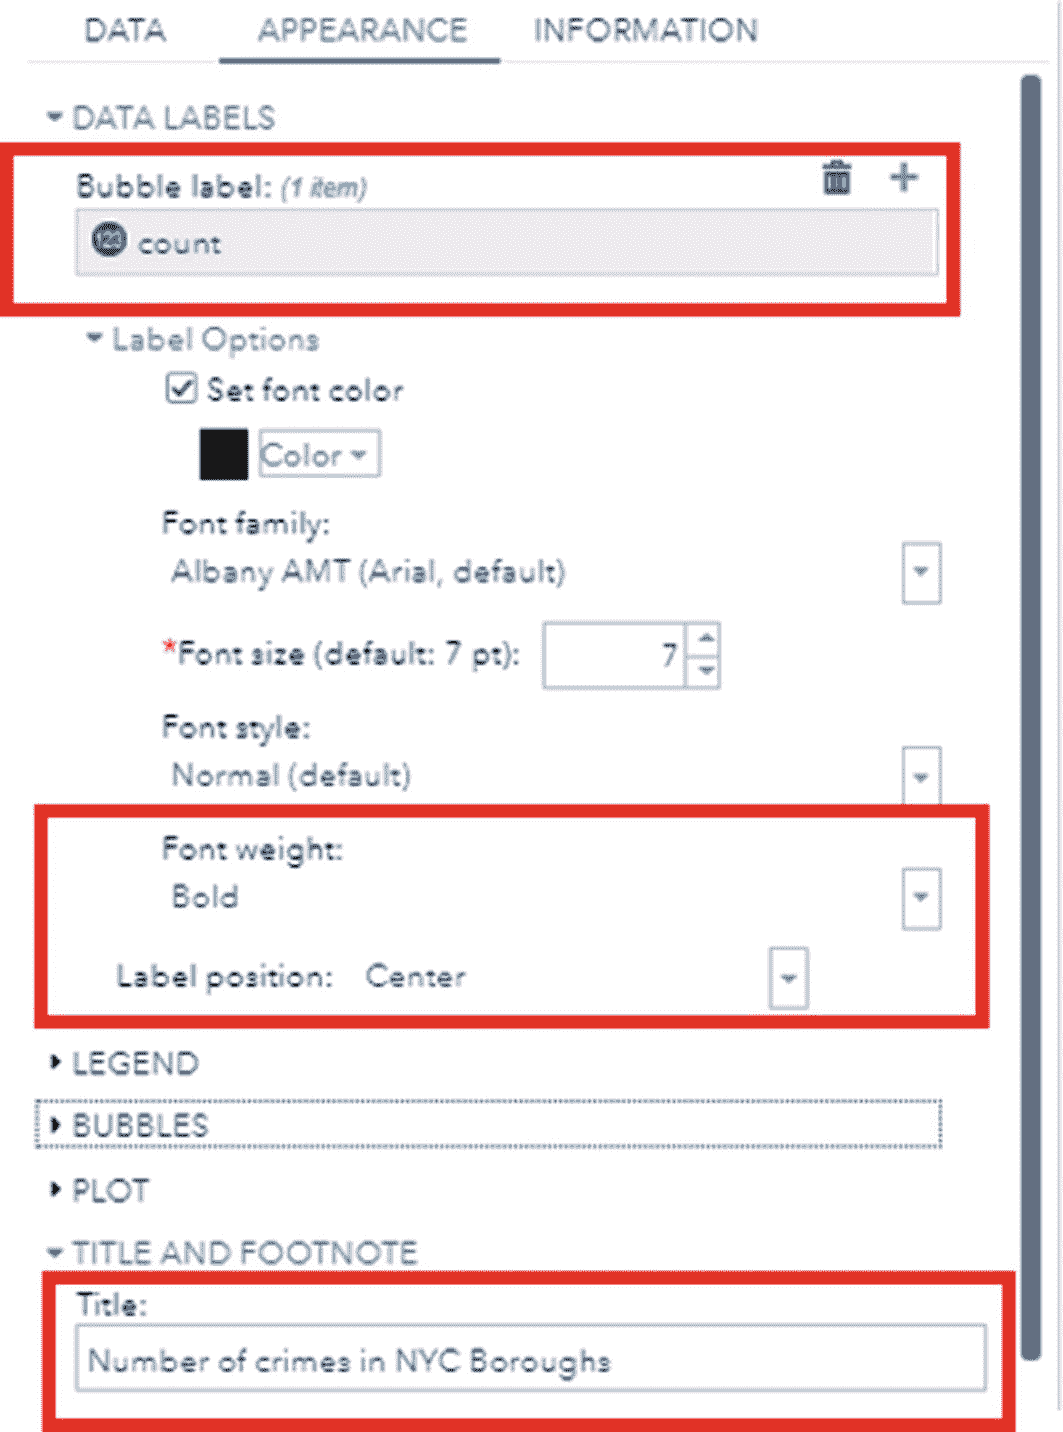 DATA APPEARANCE INFORMATION
DATA LABELS
Bubble label: (1 item)
123 count
Label Options
Set font color
Color
Font family:
Albany AMT (Arial, default)
*Font size (default: 7 pt): 7
Font style:
Normal (default)
Font weight:
Bold
Label position: Center
LEGEND
BUBBLES
PLOT
TITLE AND FOOTNOTE
Title:
Number of crimes in NYC Boroughs